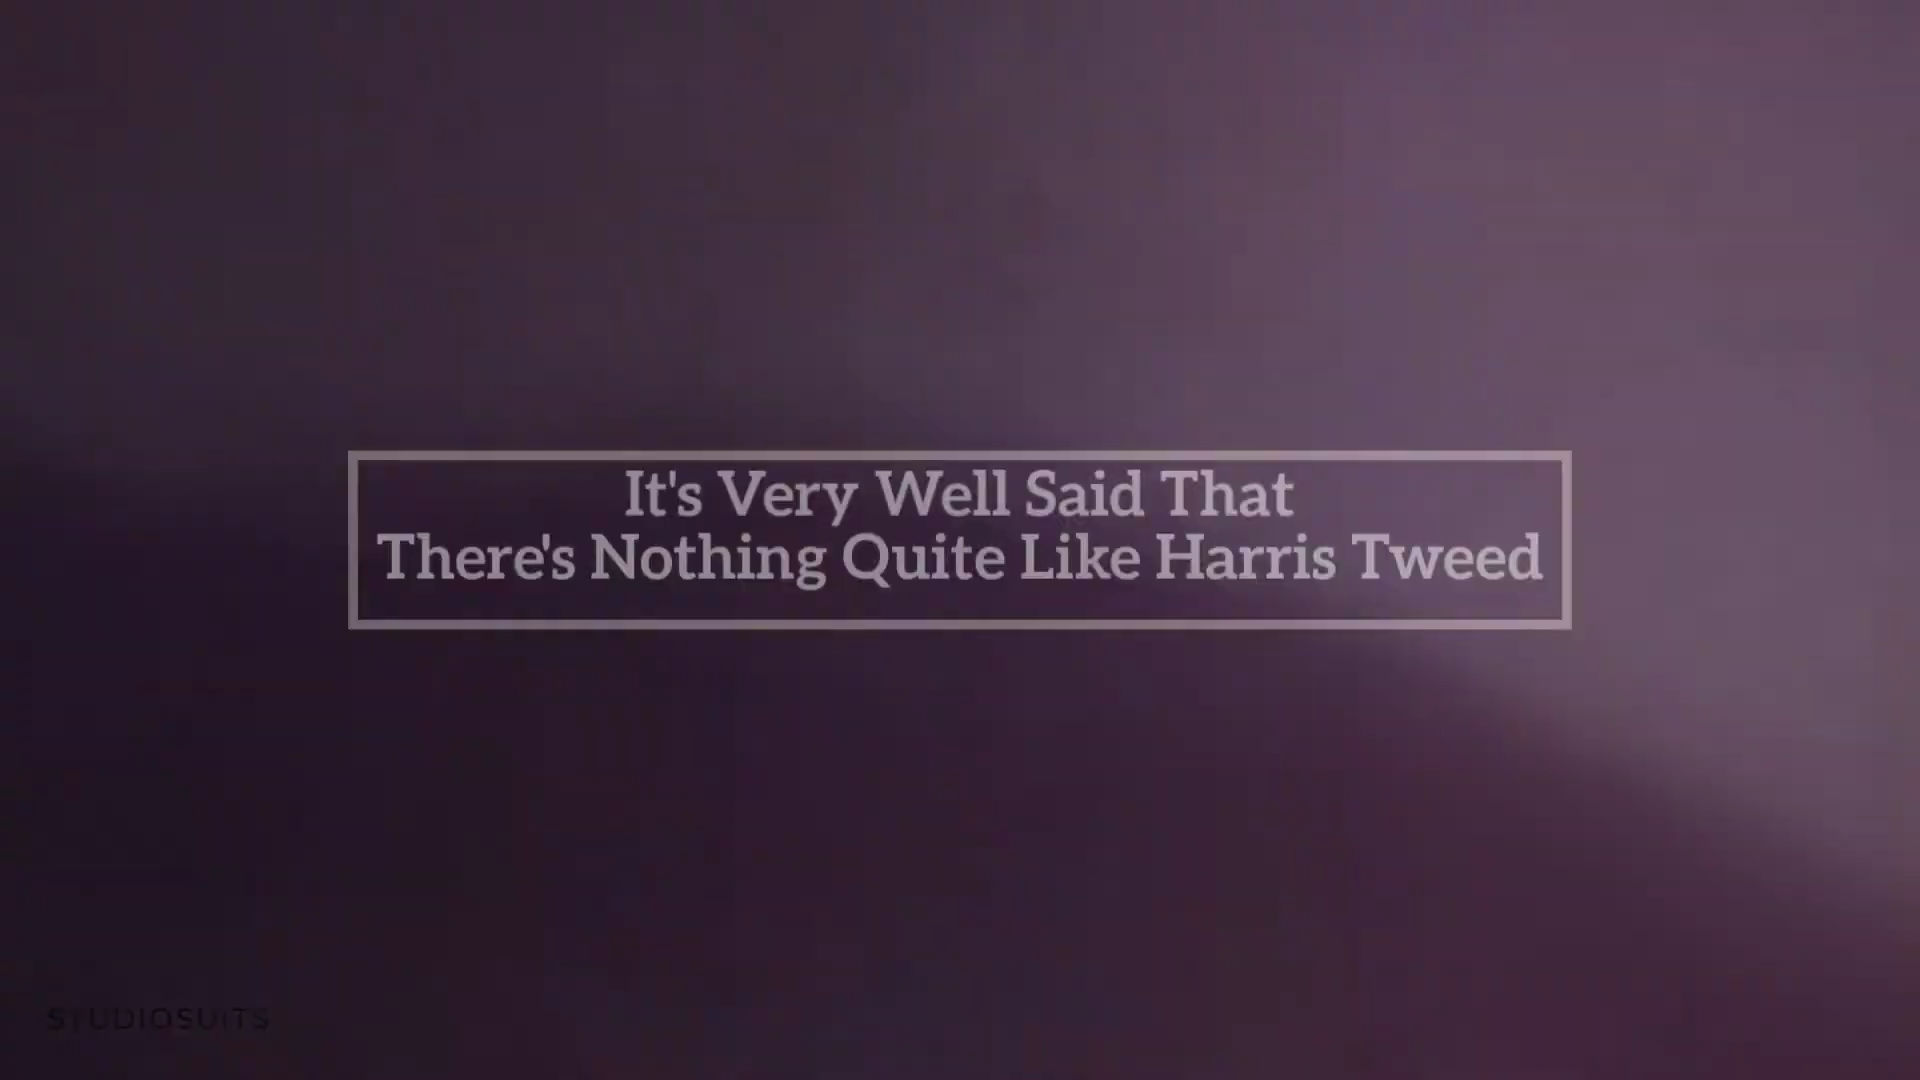 It's Very Well Said That
There's Nothing Quite Like Harris Tweed
STUDIOSUITS